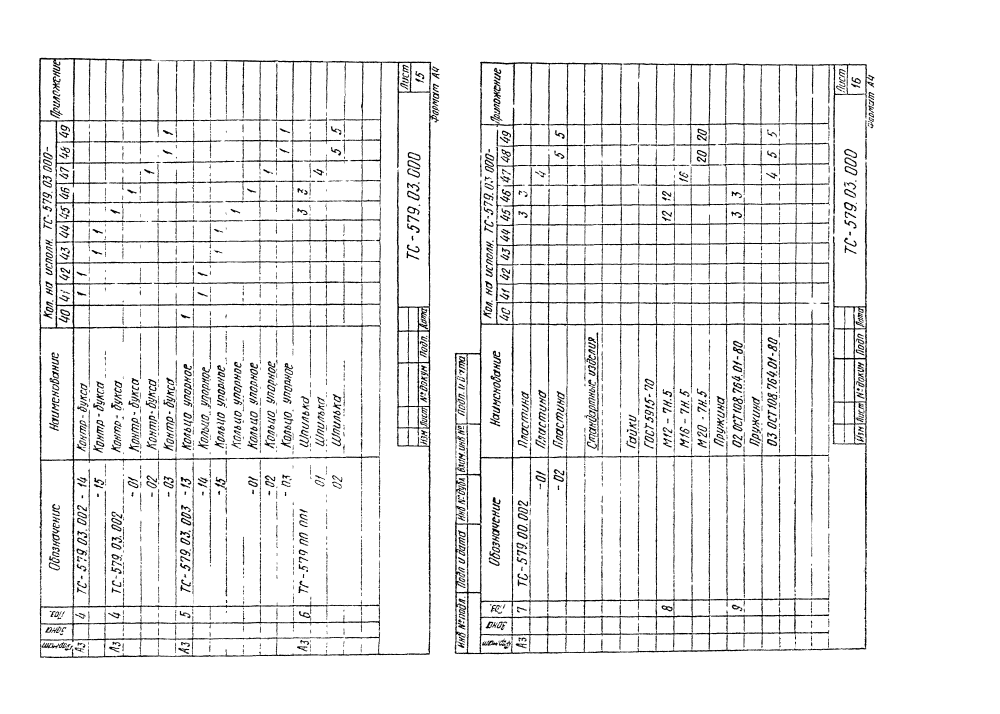 Формат Зона Поз. Обозначение Наименование Кол. на исполн. ТС-579.03.000- Приложение
40 41 42 43 44 45 46 47 48 49
А3 4 ТС-579.03.002 - 14 Контр-букса 1 1
- 15 Контр-букса 1 1
А3 4 ТС-579.03.002 Контр-букса 1
- 01 Контр-букса 1
- 02 Контр-букса 1
- 03 Контр-букса 1 1
А3 5 ТС-579.03.003 - 13 Кольцо упорное 1
- 14 Кольцо упорное 1 1
- 15 Кольцо упорное 1 1
Кольцо упорное 1
- 01 Кольцо упорное 1
- 02 Кольцо упорное 1
- 03 Кольцо упорное 1 1
А3 6 ТС-579.00.001 Шпилька 3 3
01 Шпилька 4
02 Шпилька 5 5
Изм Лист № докум Подп. Дата
ТС-579.03.000
Лист
15
Формат А4
Инв № подл. Подп и дата Инв № дубл. Взам. инв № Подп. и дата
Формат Зона Поз. Обозначение Наименование Кол. на исполн. ТС-579.03.000- Приложение
40 41 42 43 44 45 46 47 48 49
А3 7 ТС-579.00.002 Пластина 3 3
- 01 Пластина 4
- 02 Пластина 5 5
Стандартные изделия
Гайки
ГОСТ 5915-70
8 М12 - 7Н.5 12 12
М16 - 7Н.5 16
М20 - 7Н.5 20 20
Пружина
9 02 ОСТ108.764.01-80 3 3
Пружина
03 ОСТ108.764.01-80 4 5 5
Изм Лист № докум Подп Дата
ТС-579.03.000
Лист
16
Формат А4